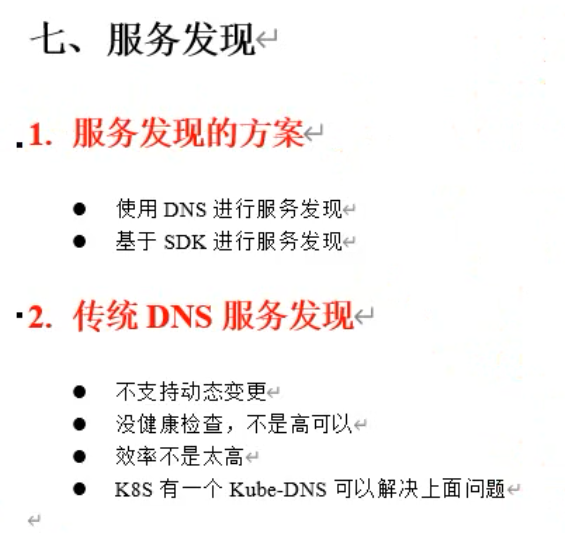 七、服务发现
1. 服务发现的方案
● 使用 DNS 进行服务发现
● 基于 SDK 进行服务发现
2. 传统 DNS 服务发现
● 不支持动态变更
● 没健康检查，不是高可以
● 效率不是太高
● K8S 有一个 Kube-DNS 可以解决上面问题